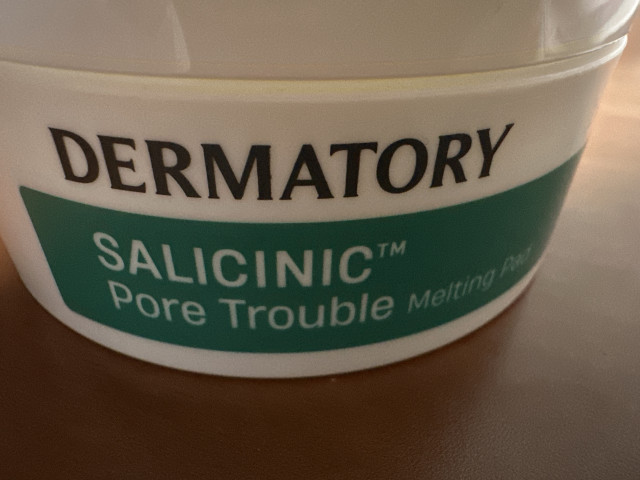 DERMATORY
SALICINIC™
Pore Trouble Melting Pad